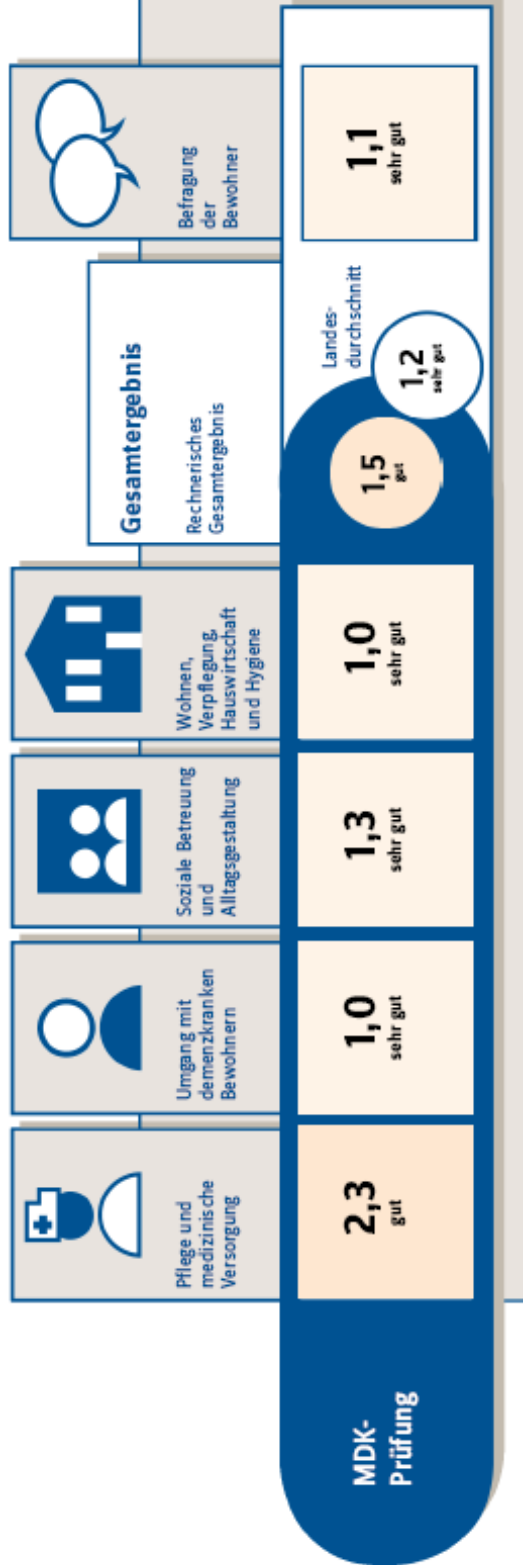 Pflege und
medizinische
Versorgung
Umgang mit
demenzkranken
Bewohnern
Soziale Betreuung
und
Alltagsgestaltung
Wohnen,
Verpflegung,
Hauswirtschaft
und Hygiene
Gesamtergebnis
Rechnerisches
Gesamtergebnis
Befragung
der
Bewohner
MDK-
Prüfung
2,3
gut
1,0
sehr gut
1,3
sehr gut
1,0
sehr gut
1,5
gut
Landes-
durchschnitt
1,2
sehr gut
1,1
sehr gut